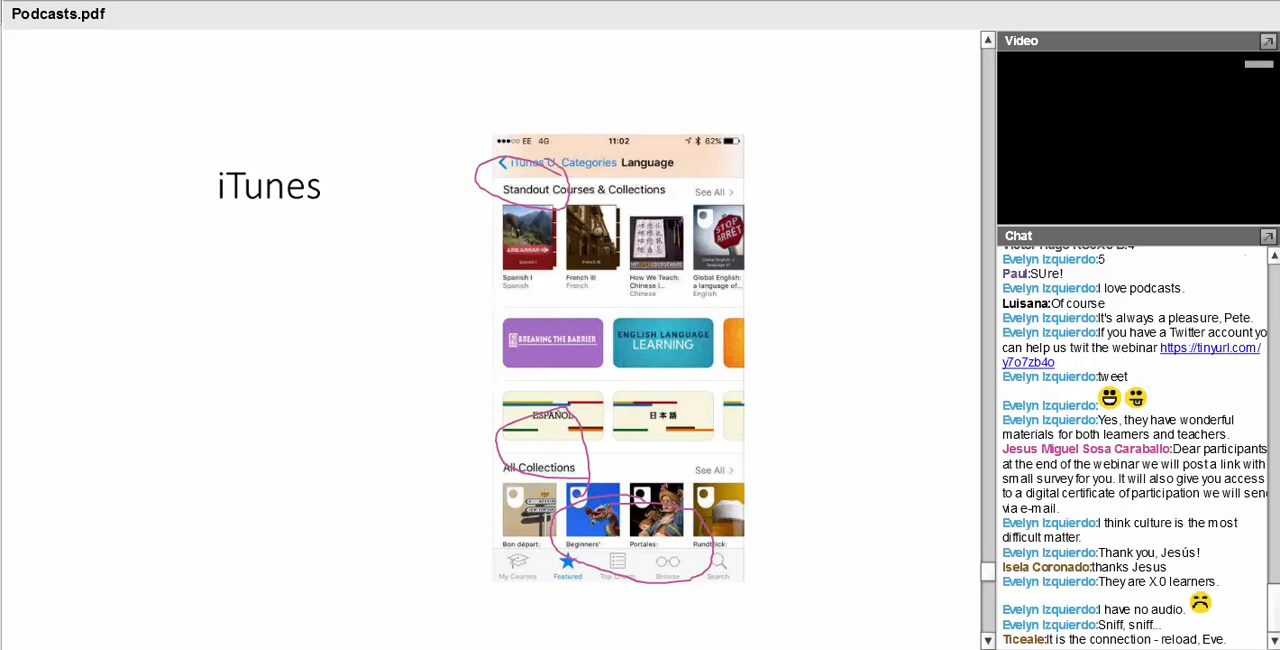 Podcasts.pdf
iTunes
EE 4G 11:02 62%
iTunes U Categories Language
Standout Courses & Collections See All >
ARKANSAS
Spanish I
French III
STOP
ARRÊT
Spanish I
Spanish
French III
French
How We Teach:
Chinese I...
Chinese
Global English:
a language of...
English
BREAKING THE BARRIER
ENGLISH LANGUAGE
LEARNING
ESPAÑOL
日本語
All Collections See All >
Bon départ:
Beginners'
Portales:
Rundblick:
My Courses Featured Top Charts Browse Search
Video
Chat
Evelyn Izquierdo:5
Paul:SUre!
Evelyn Izquierdo:I love podcasts.
Luisana:Of course
Evelyn Izquierdo:It's always a pleasure, Pete.
Evelyn Izquierdo:If you have a Twitter account yo
can help us twit the webinar https://tinyurl.com/
y7o7zb4o
Evelyn Izquierdo:tweet
Evelyn Izquierdo:
Evelyn Izquierdo:Yes, they have wonderful
materials for both learners and teachers.
Jesus Miguel Sosa Caraballo:Dear participants
at the end of the webinar we will post a link with
small survey for you. It will also give you access
to a digital certificate of participation we will send
via e-mail.
Evelyn Izquierdo:I think culture is the most
difficult matter.
Evelyn Izquierdo:Thank you, Jesús!
Isela Coronado:thanks Jesus
Evelyn Izquierdo:They are X.0 learners.
Evelyn Izquierdo:I have no audio.
Evelyn Izquierdo:Sniff, sniff...
Ticeale:It is the connection - reload, Eve.